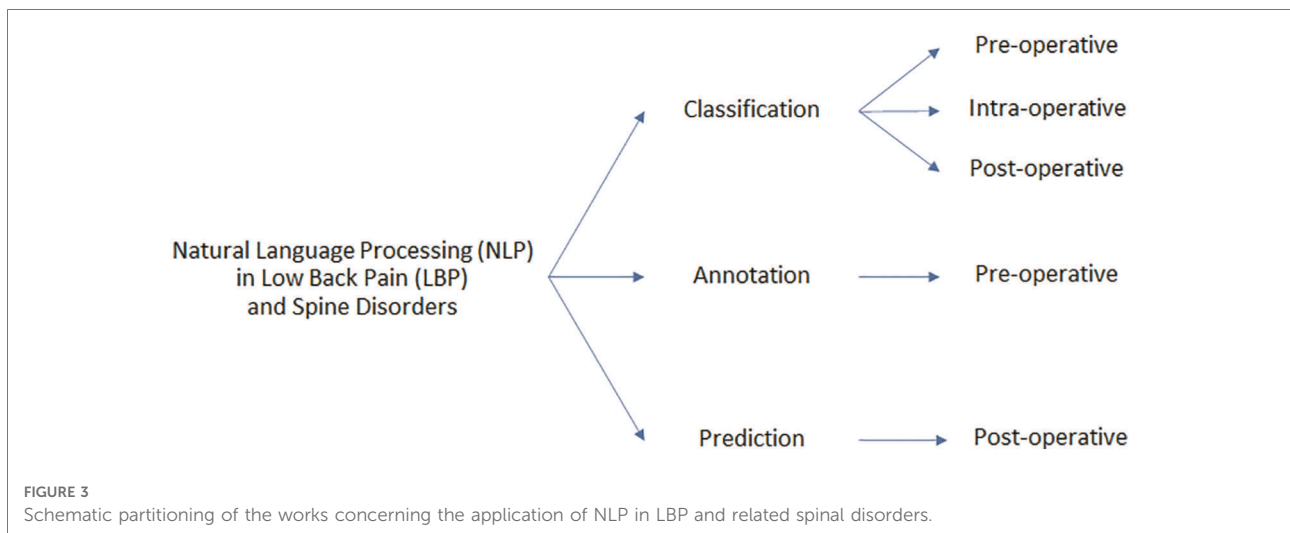 Pre-operative
Classification
Intra-operative
Post-operative
Natural Language Processing (NLP)
in Low Back Pain (LBP)
and Spine Disorders
Annotation
Pre-operative
Prediction
Post-operative
FIGURE 3
Schematic partitioning of the works concerning the application of NLP in LBP and related spinal disorders.